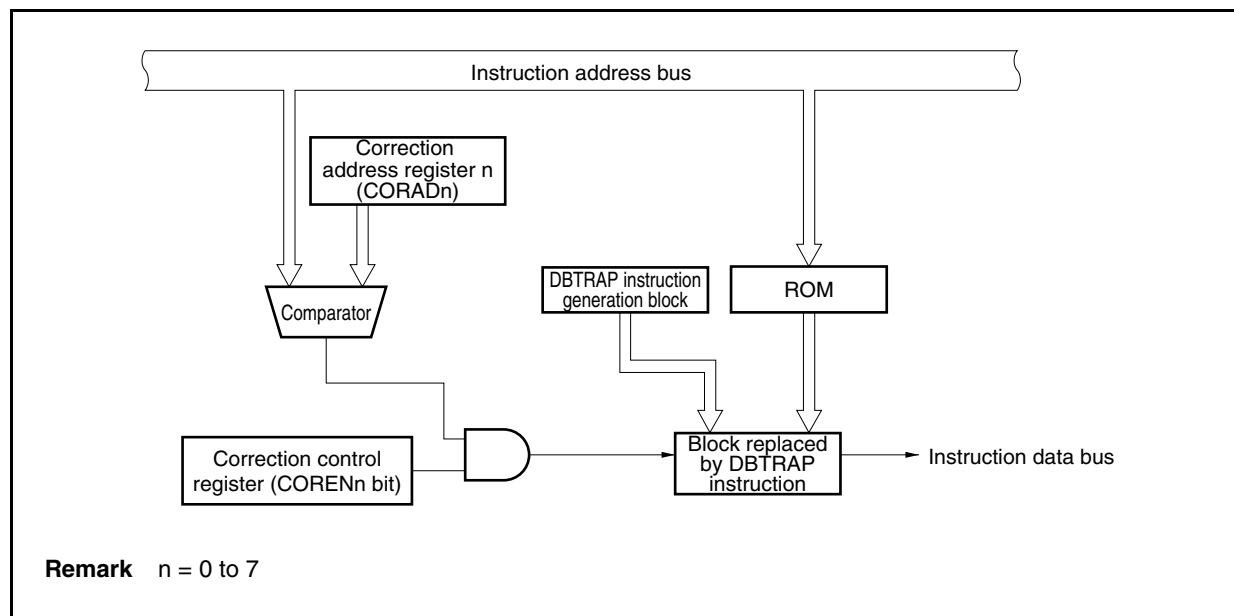 Instruction address bus
Correction
address register n
(CORADn)
Comparator
DBTRAP instruction
generation block
ROM
Correction control
register (CORENn bit)
Block replaced
by DBTRAP
instruction
Instruction data bus
Remark n = 0 to 7